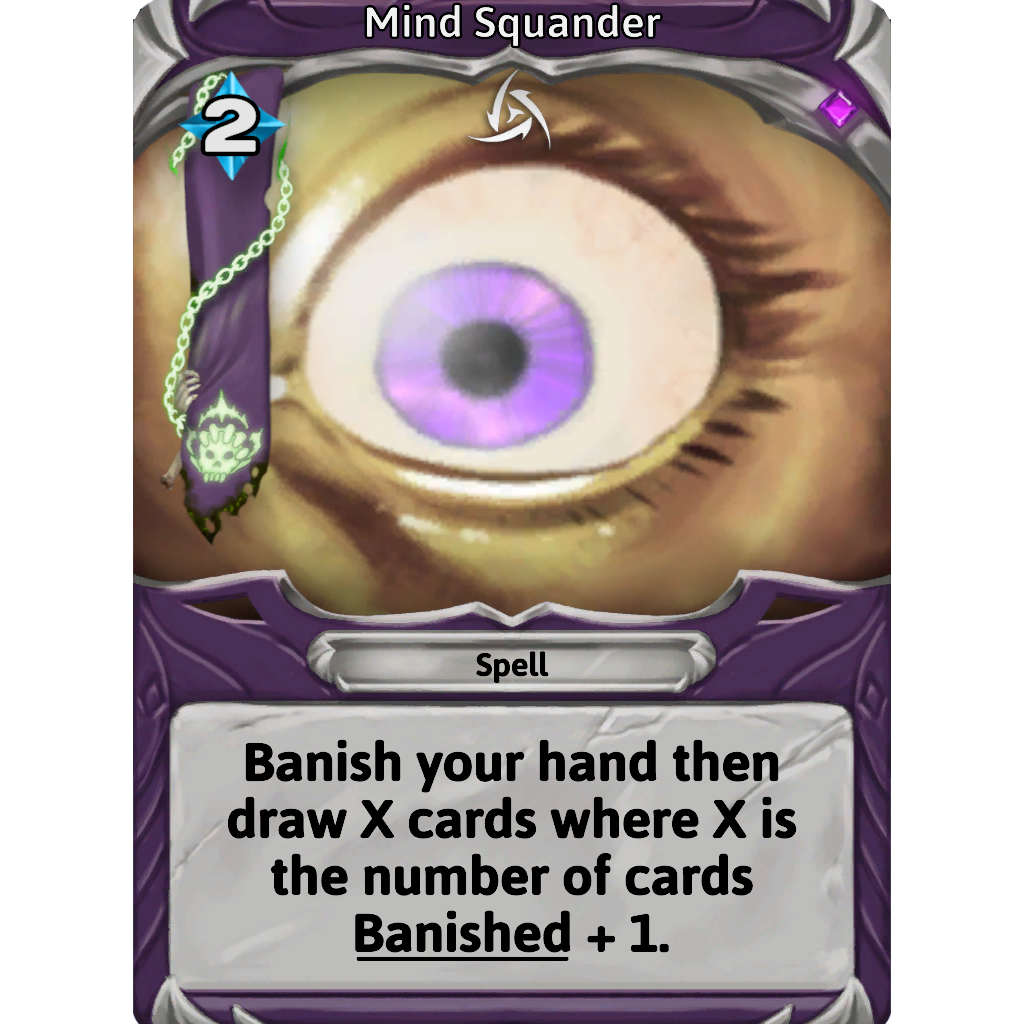 Mind Squander
2
Spell
Banish your hand then
draw X cards where X is
the number of cards
Banished + 1.